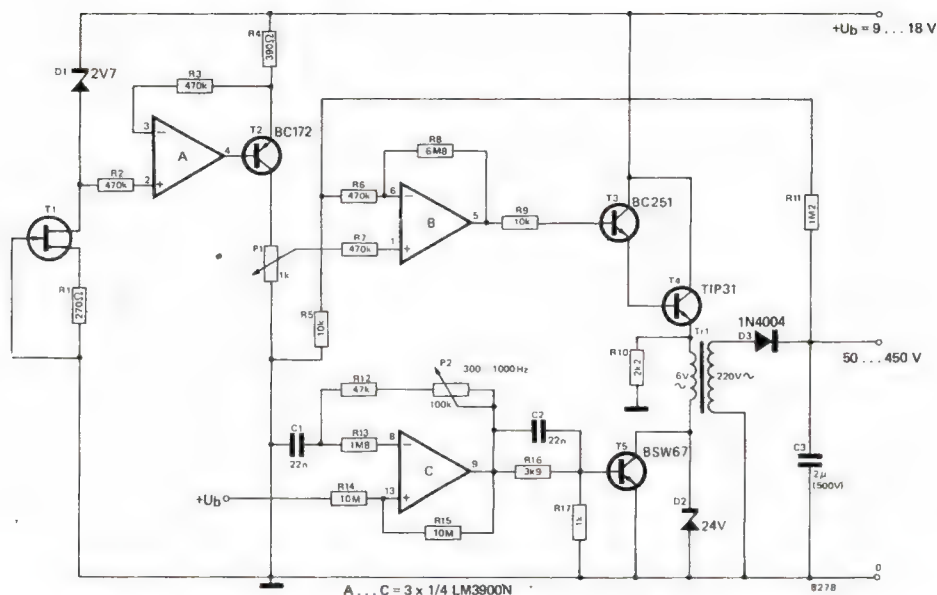 +Ub = 9 ... 18 V
R4
390Ω
D1
2V7
R3
470k
T2
BC172
3
4
A
2
R2
470k
T1
R1
270Ω
P1
1k
R8
6M8
R6
470k
6
5
B
1
R7
470k
R9
10k
T3
BC251
R11
1M2
T4
TIP31
R5
10k
Tr1
D3
1N4004
50 ... 450 V
R10
2k2
6V
~
220V~
R12
47k
P2
300 ... 1000Hz
100k
C1
22n
R13
1M8
8
9
C
13
C2
22n
R16
3k9
T5
BSW67
C3
2μ
(500V)
+Ub
R14
10M
R15
10M
R17
1k
D2
24V
0
A ... C = 3 x 1/4 LM3900N
8278